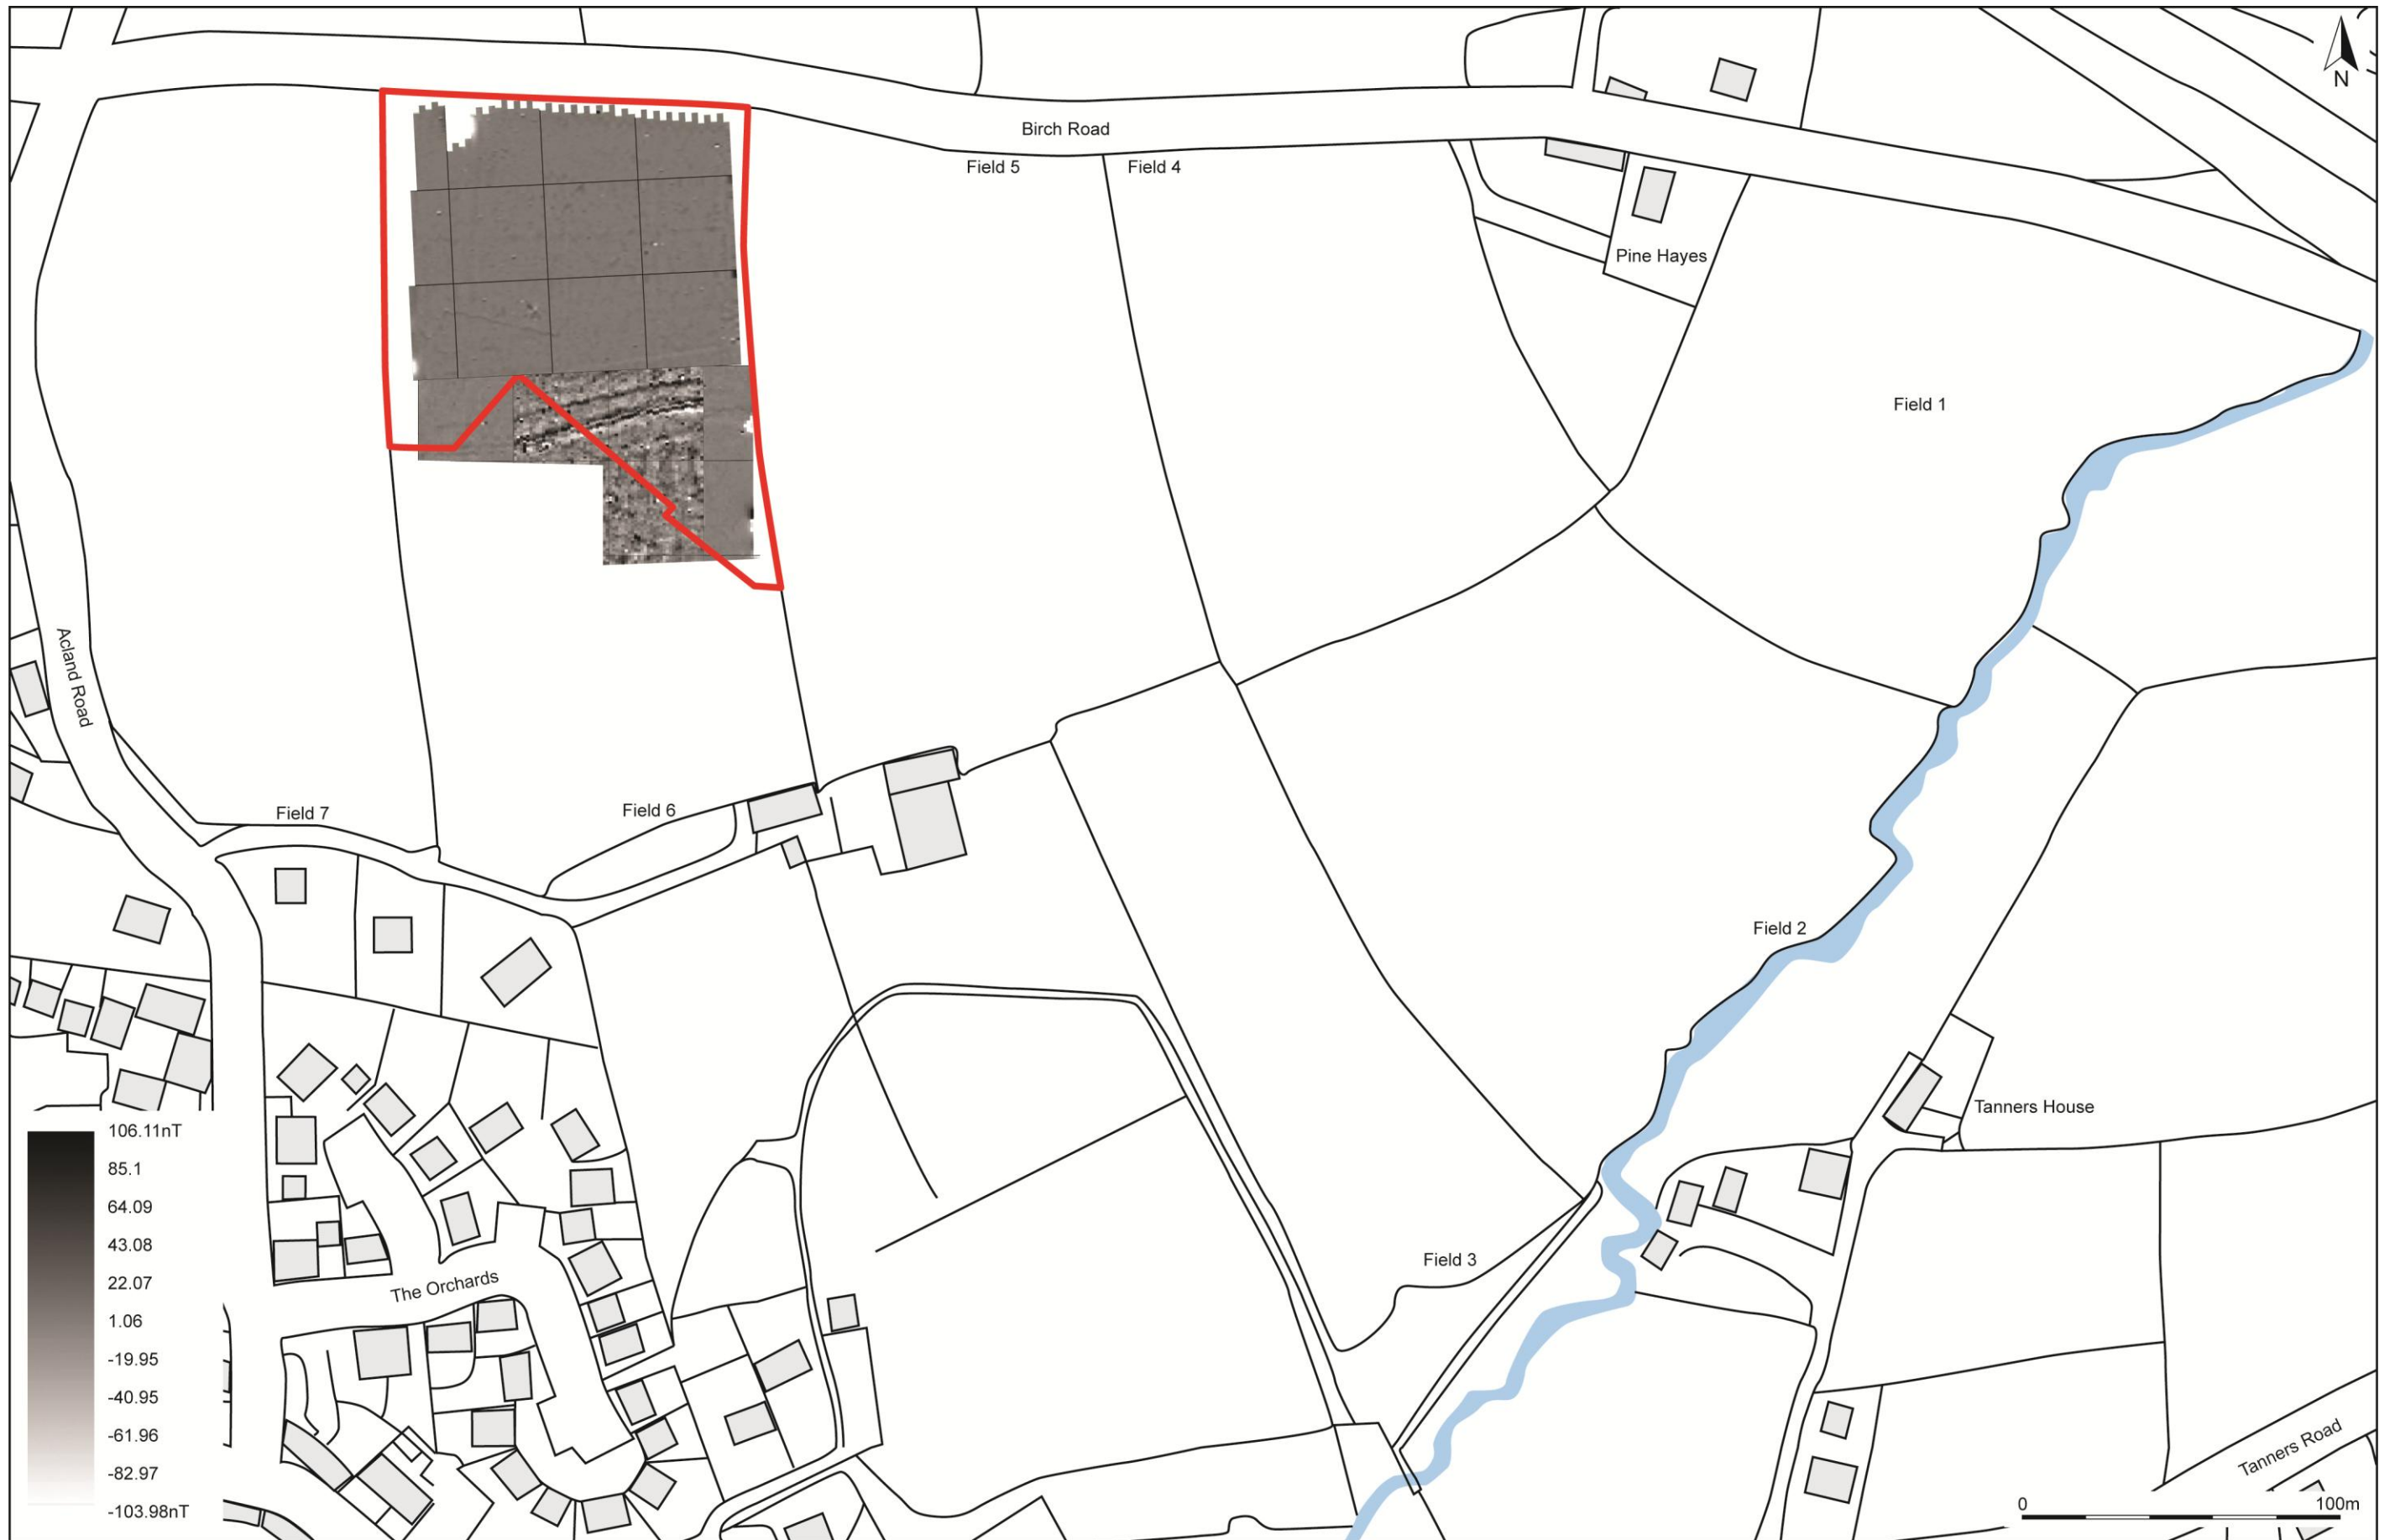 N
Birch Road
Field 5
Field 4
Pine Hayes
Field 1
Acland Road
Field 7
Field 6
Field 2
Tanners House
106.11nT
85.1
64.09
43.08
22.07
1.06
-19.95
-40.95
-61.96
-82.97
-103.98nT
The Orchards
Field 3
Tanners Road
0
100m